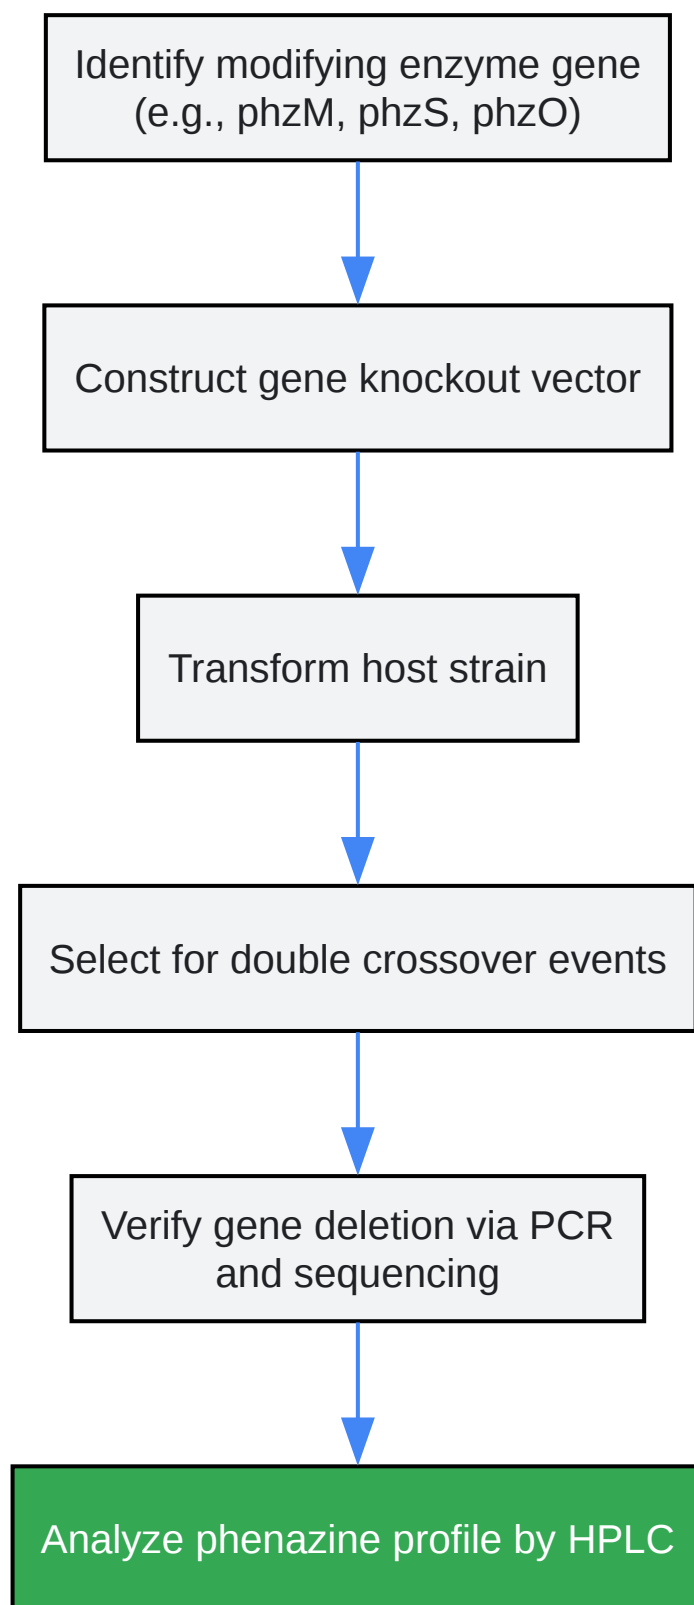 Identify modifying enzyme gene
(e.g., phzM, phzS, phzO)
Construct gene knockout vector
Transform host strain
Select for double crossover events
Verify gene deletion via PCR
and sequencing
Analyze phenazine profile by HPLC